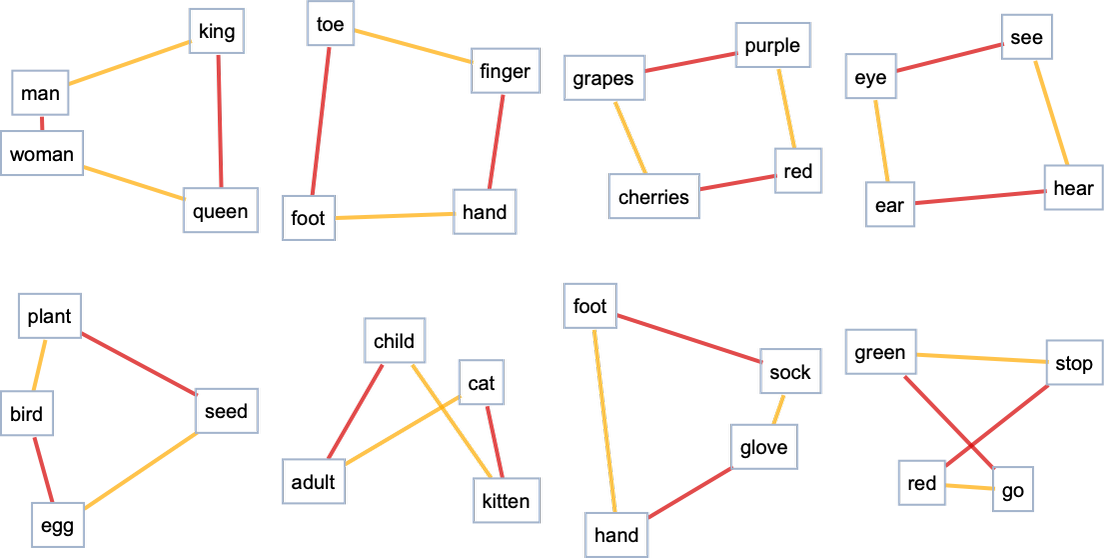 king
man
woman
queen
toe
finger
foot
hand
purple
grapes
red
cherries
see
eye
hear
ear
plant
seed
bird
egg
child
cat
adult
kitten
foot
sock
glove
hand
green
stop
red
go